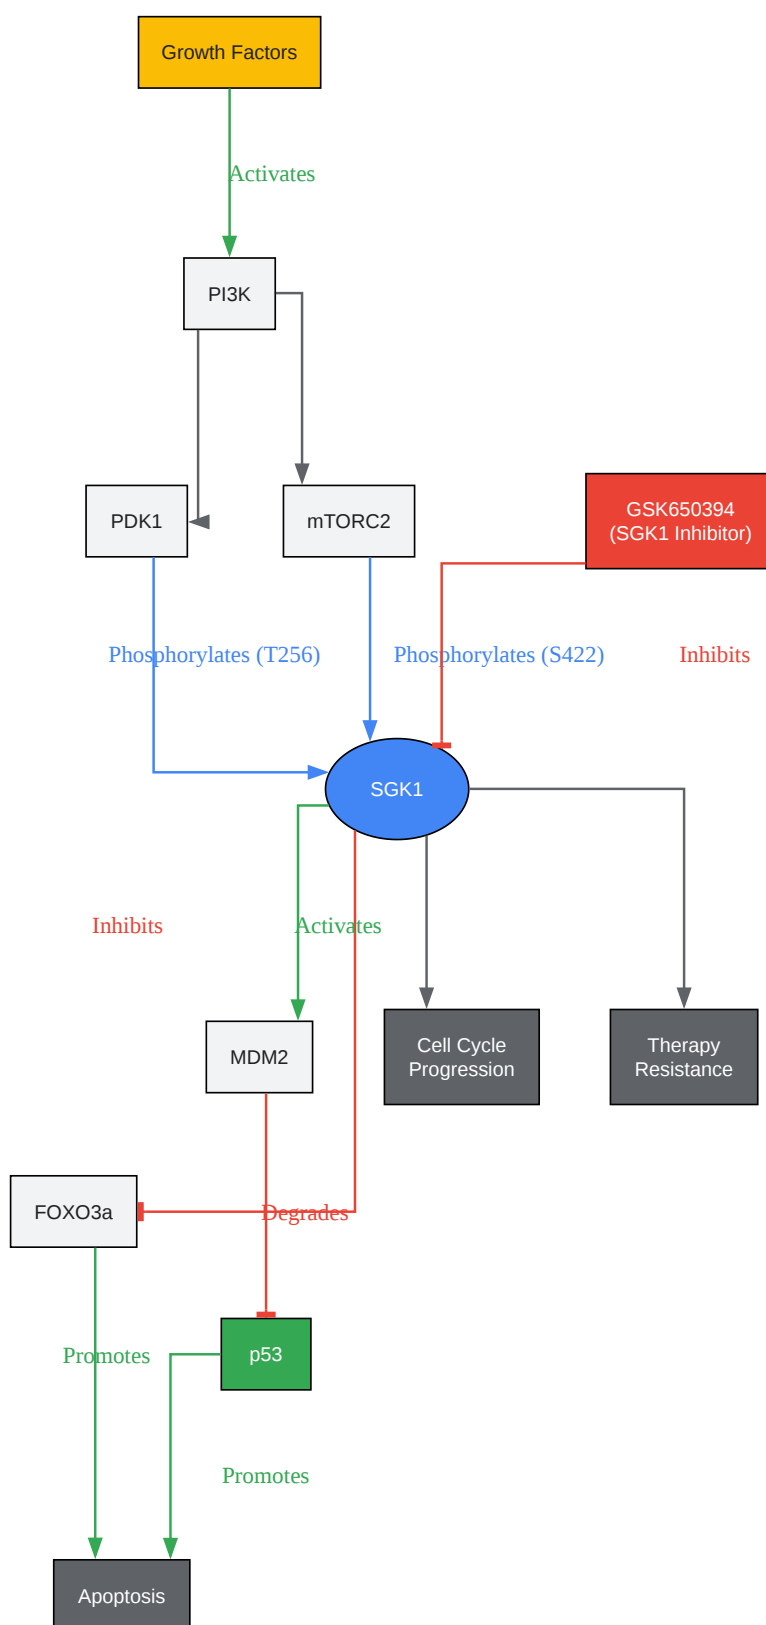 Growth Factors
Activates
PI3K
PDK1
mTORC2
GSK650394
(SGK1 Inhibitor)
Phosphorylates (T256)
Phosphorylates (S422)
Inhibits
SGK1
Inhibits
Activates
MDM2
Cell Cycle
Progression
Therapy
Resistance
FOXO3a
Degrades
Promotes
p53
Promotes
Apoptosis